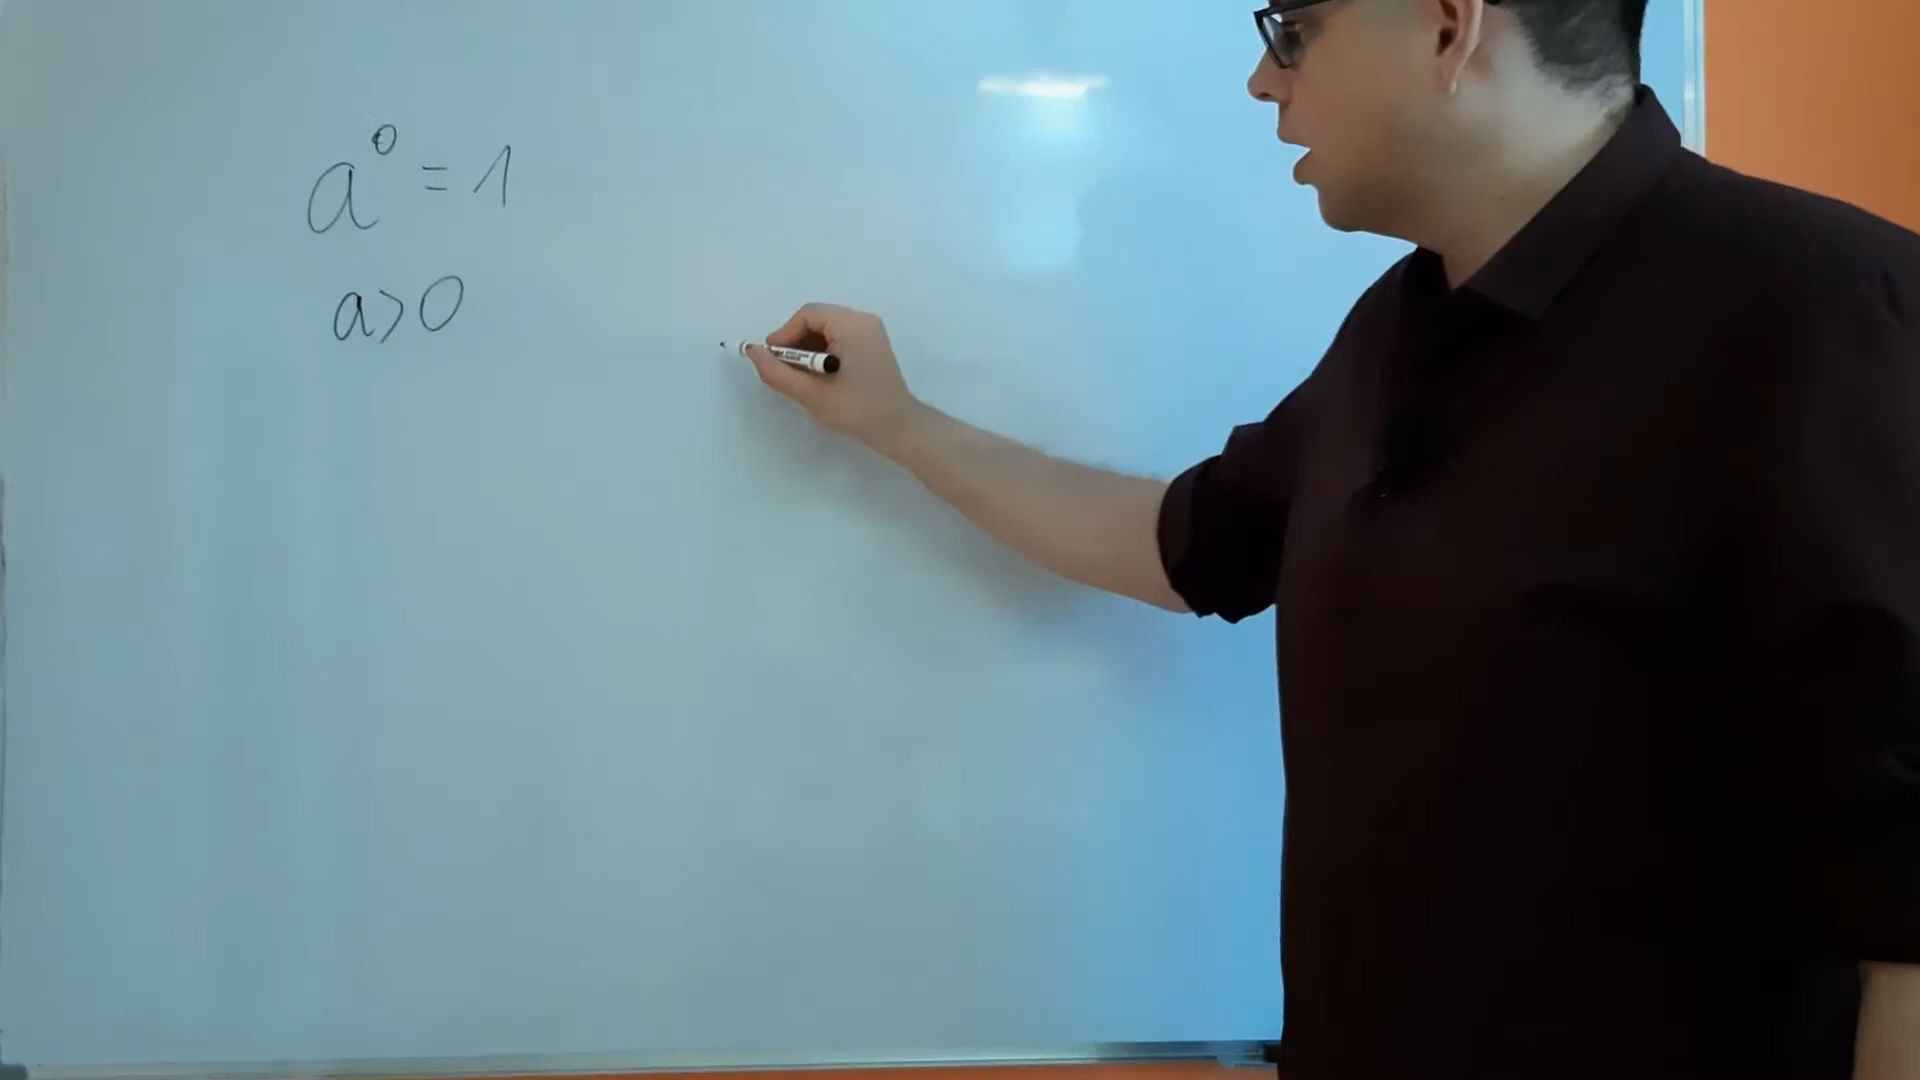 a⁰ = 1
a>0